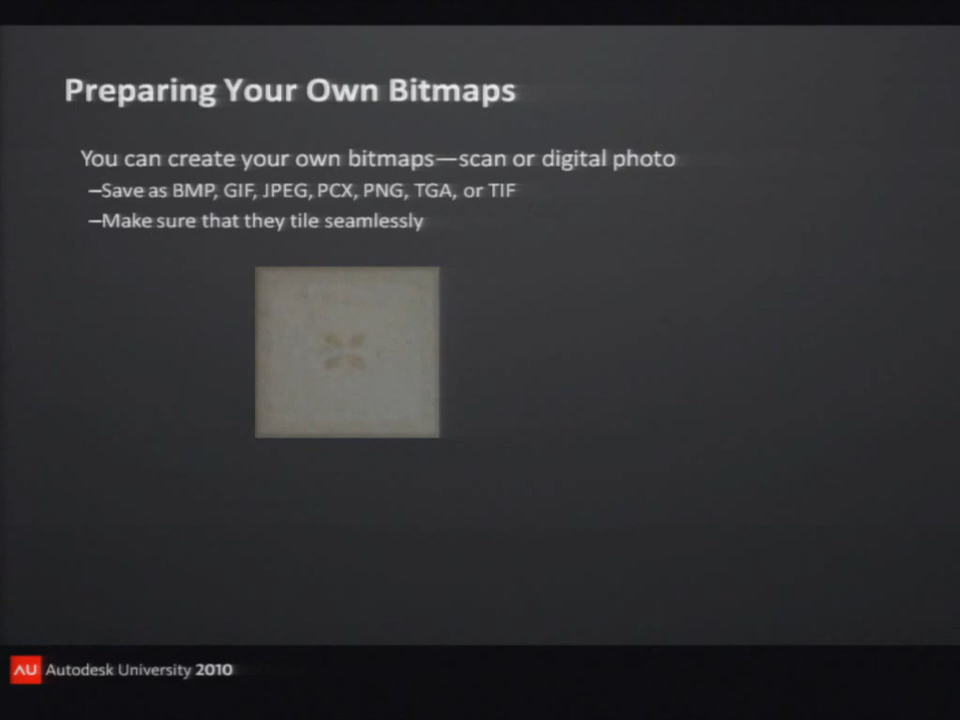 Preparing Your Own Bitmaps
You can create your own bitmaps—scan or digital photo
–Save as BMP, GIF, JPEG, PCX, PNG, TGA, or TIF
–Make sure that they tile seamlessly
AU Autodesk University 2010